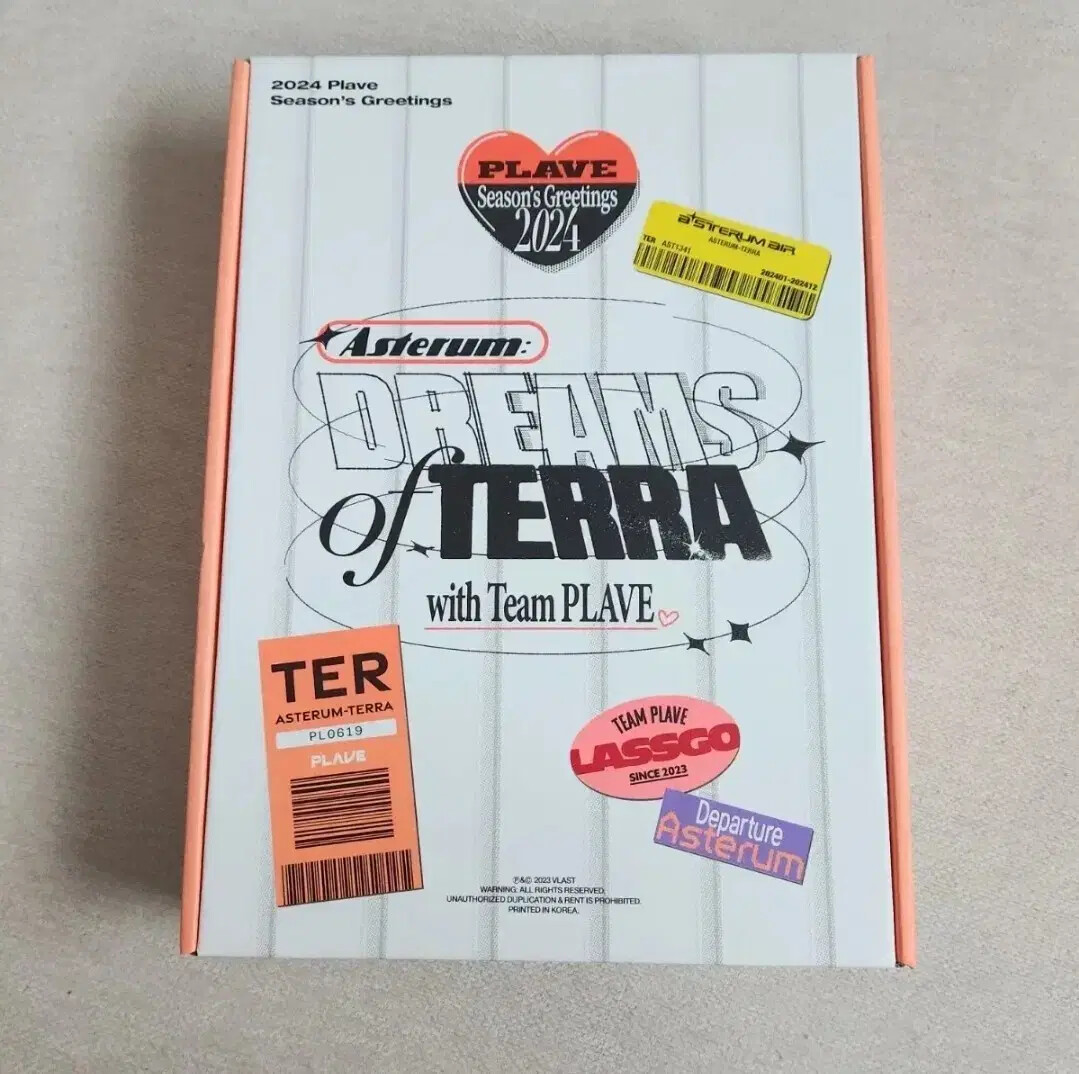 2024 Plave
Season's Greetings
PLAVE
Season's Greetings
2024
asterum air
ASTERUM-TERRA
TER AST1341
202401-202412
Asterum:
DREAMS
of TERRA
with Team PLAVE
TER
ASTERUM-TERRA
PL0619
PLAVE
TEAM PLAVE
LASSGO
SINCE 2023
Departure
Asterum
℗&© 2023 VLAST
WARNING: ALL RIGHTS RESERVED.
UNAUTHORIZED DUPLICATION & RENT IS PROHIBITED.
PRINTED IN KOREA.